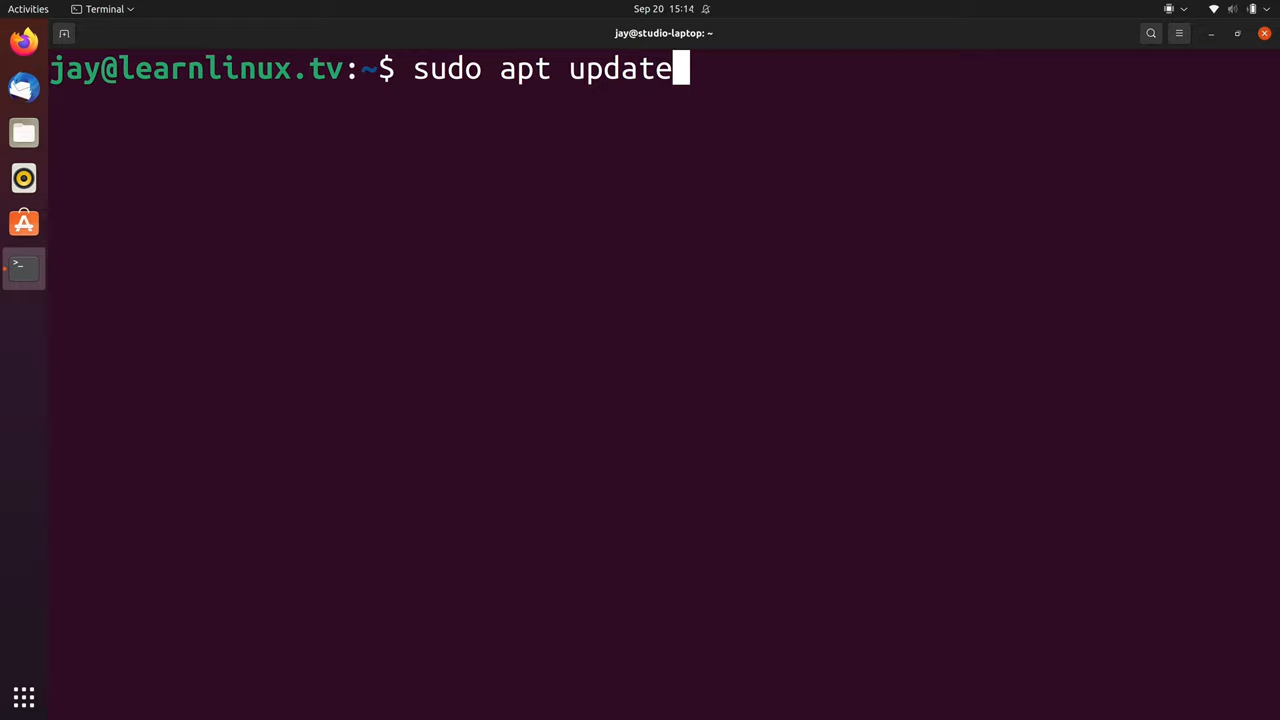 Activities
Terminal
Sep 20 15:14
jay@studio-laptop: ~
jay@learnlinux.tv:~$ sudo apt update
>_